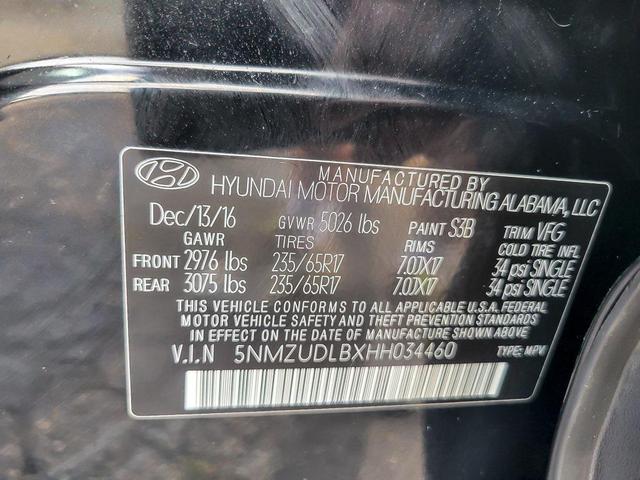 MANUFACTURED BY
HYUNDAI MOTOR MANUFACTURING ALABAMA, LLC
Dec/13/16 GVWR 5026 lbs PAINT S3B TRIM VFG
GAWR TIRES RIMS COLD TIRE INFL
FRONT 2976 lbs 235/65R17 7.0JX17 34 psi SINGLE
REAR 3075 lbs 235/65R17 7.0JX17 34 psi SINGLE
THIS VEHICLE CONFORMS TO ALL APPLICABLE U.S.A. FEDERAL
MOTOR VEHICLE SAFETY AND THEFT PREVENTION STANDARDS
IN EFFECT ON THE DATE OF MANUFACTURE SHOWN ABOVE
V.I.N 5NMZUDLBXHH034460 TYPE: MPV